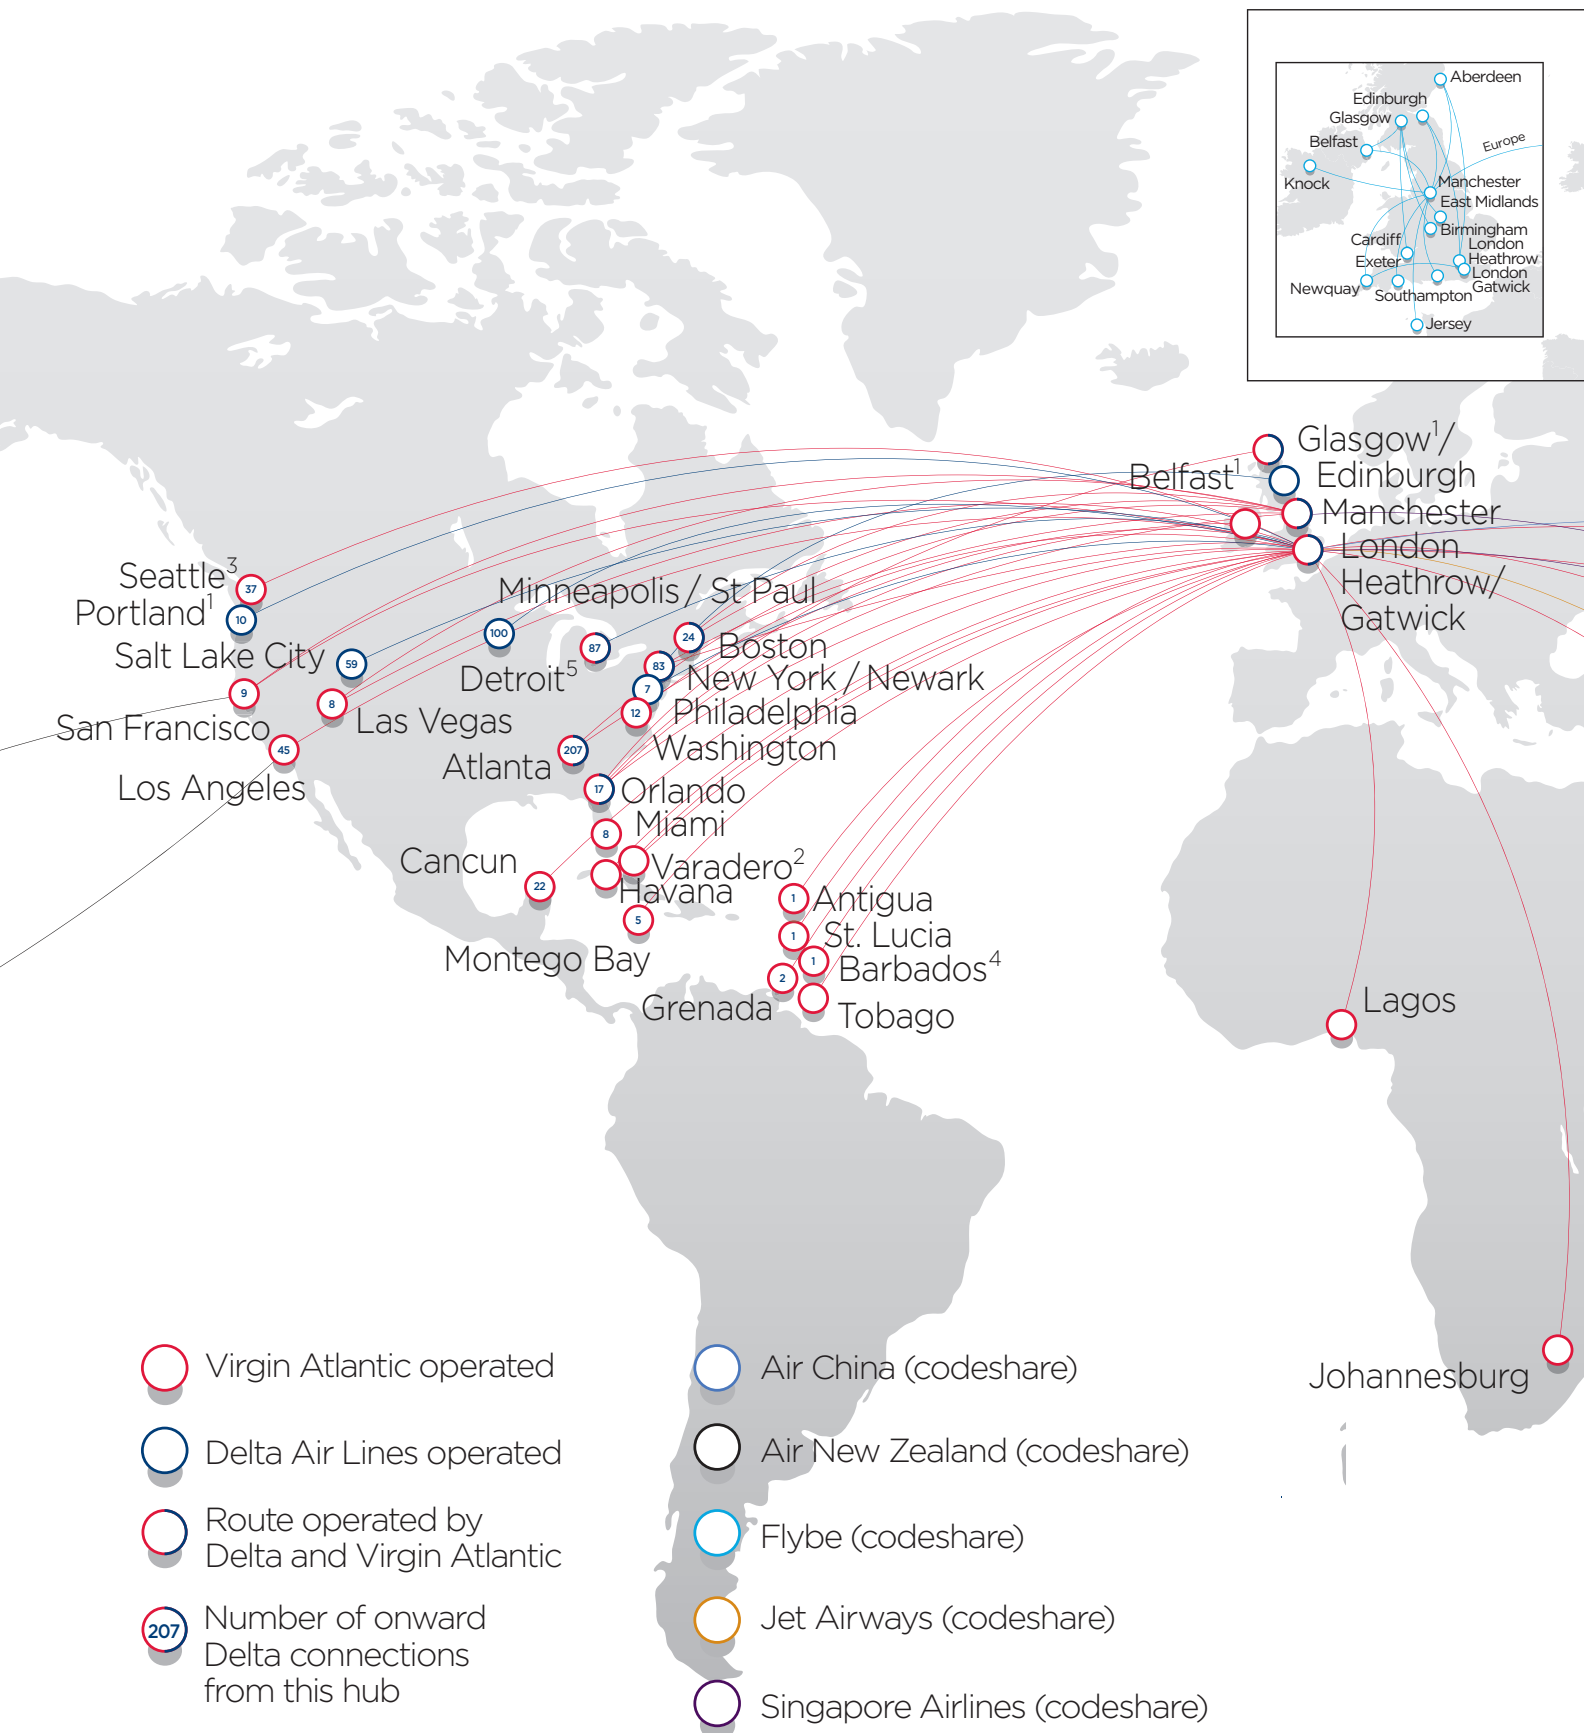 Aberdeen
Edinburgh
Glasgow
Belfast
Europe
Knock
Manchester
East Midlands
Birmingham
Cardiff
London
Heathrow
Exeter
London
Gatwick
Newquay
Southampton
Jersey
Glasgow1/
Edinburgh
Belfast1
Manchester
London
Heathrow/
Gatwick
Seattle3
37
Portland1
10
Minneapolis / St Paul
100
Salt Lake City
59
Detroit5
87
24
Boston
83
New York / Newark
7
Philadelphia
12
Washington
9
San Francisco
8
Las Vegas
45
Los Angeles
207
Atlanta
17
Orlando
8
Miami
Cancun
22
Varadero2
Havana
5
Montego Bay
1
Antigua
1
St. Lucia
1
Barbados4
2
Grenada
Tobago
Lagos
Johannesburg
Virgin Atlantic operated
Delta Air Lines operated
Route operated by
Delta and Virgin Atlantic
207
Number of onward
Delta connections
from this hub
Air China (codeshare)
Air New Zealand (codeshare)
Flybe (codeshare)
Jet Airways (codeshare)
Singapore Airlines (codeshare)